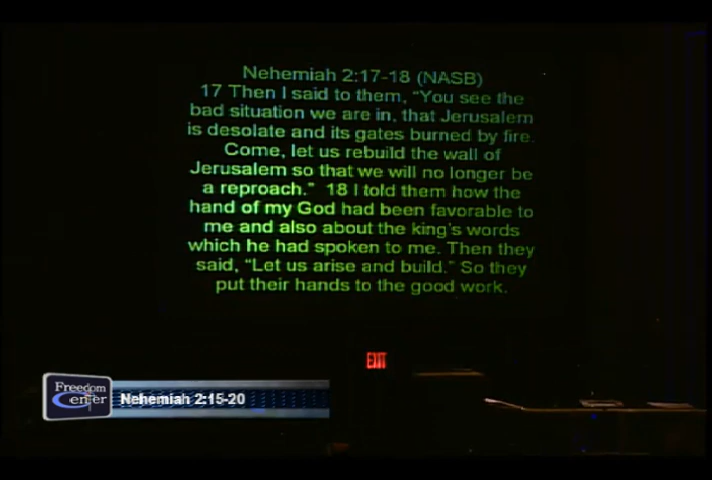 Nehemiah 2:17-18 (NASB)
17 Then I said to them, "You see the
bad situation we are in, that Jerusalem
is desolate and its gates burned by fire.
Come, let us rebuild the wall of
Jerusalem so that we will no longer be
a reproach." 18 I told them how the
hand of my God had been favorable to
me and also about the king's words
which he had spoken to me. Then they
said, "Let us arise and build." So they
put their hands to the good work.
EXIT
Freedom
Center
Nehemiah 2:15-20